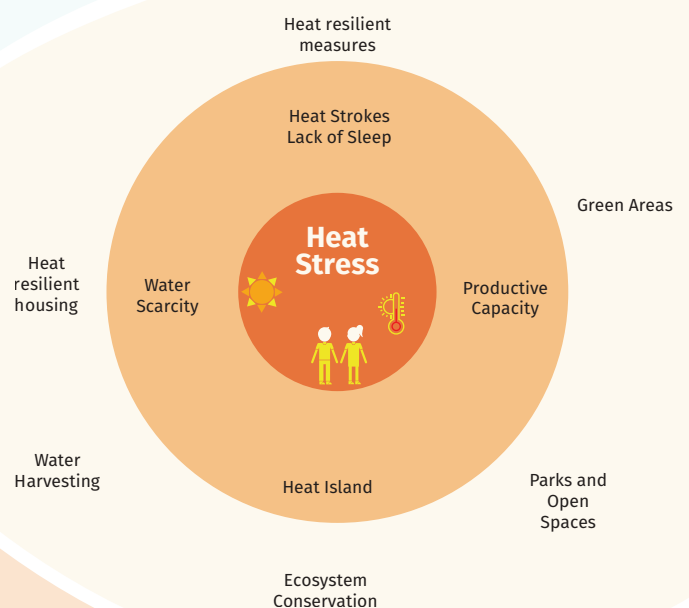 Heat resilient
measures
Heat Strokes
Lack of Sleep
Green Areas
Heat
Stress
Heat
resilient
housing
Water
Scarcity
Productive
Capacity
Water
Harvesting
Heat Island
Parks and
Open
Spaces
Ecosystem
Conservation